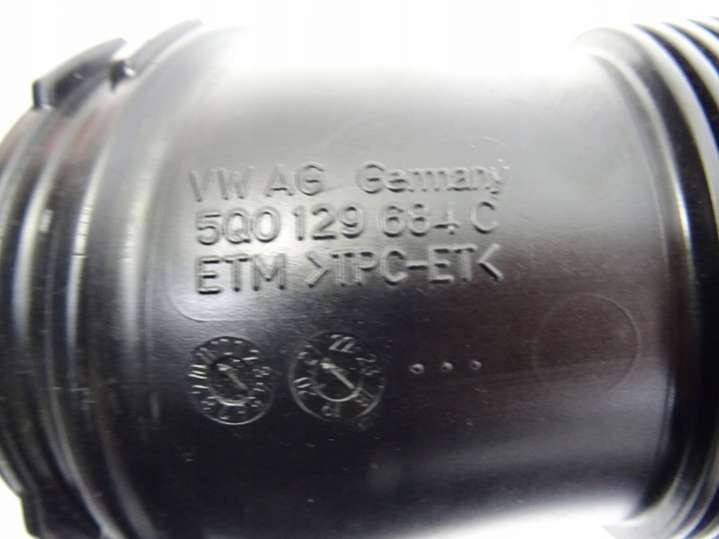 VW AG Germany
5Q0 129 684 C
ETM >TPC-ET<